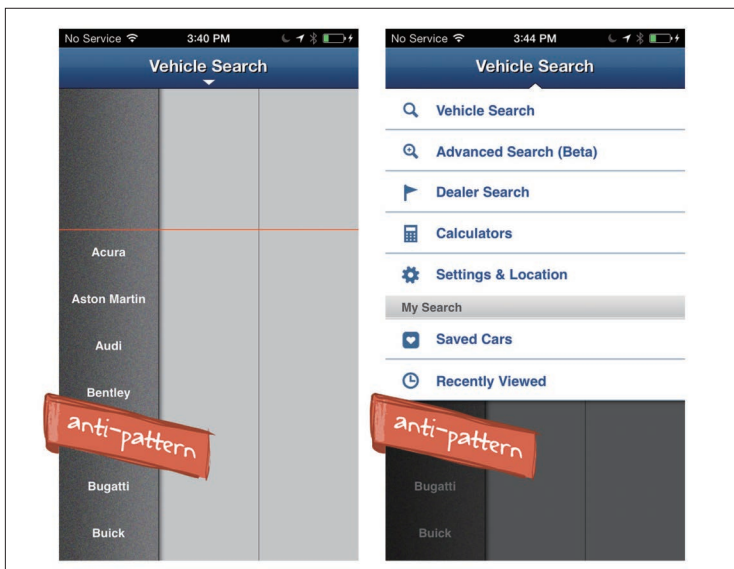 No Service 3:40 PM
Vehicle Search
Acura
Aston Martin
Audi
Bentley
anti-pattern
Bugatti
Buick
No Service 3:44 PM
Vehicle Search
Vehicle Search
Advanced Search (Beta)
Dealer Search
Calculators
Settings & Location
My Search
Saved Cars
Recently Viewed
anti-pattern
Bugatti
Buick